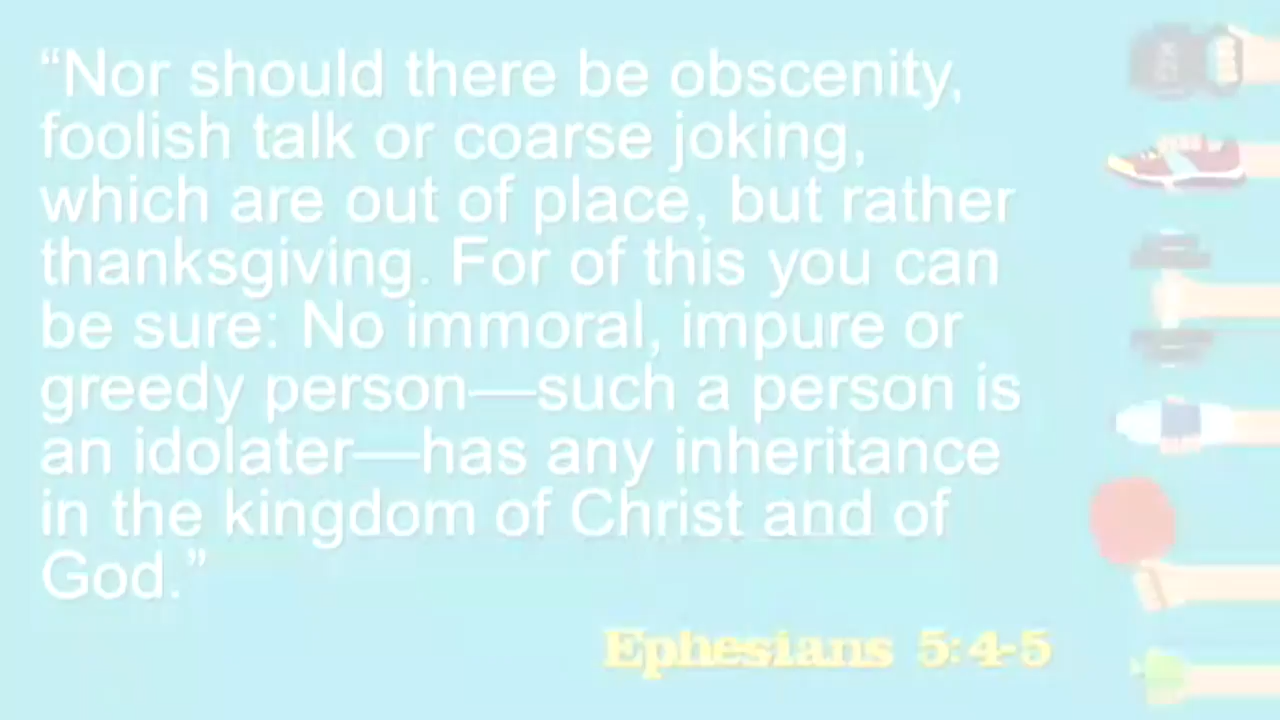 “Nor should there be obscenity,
foolish talk or coarse joking,
which are out of place, but rather
thanksgiving. For of this you can
be sure: No immoral, impure or
greedy person—such a person is
an idolater—has any inheritance
in the kingdom of Christ and of
God.”
Ephesians 5:4-5